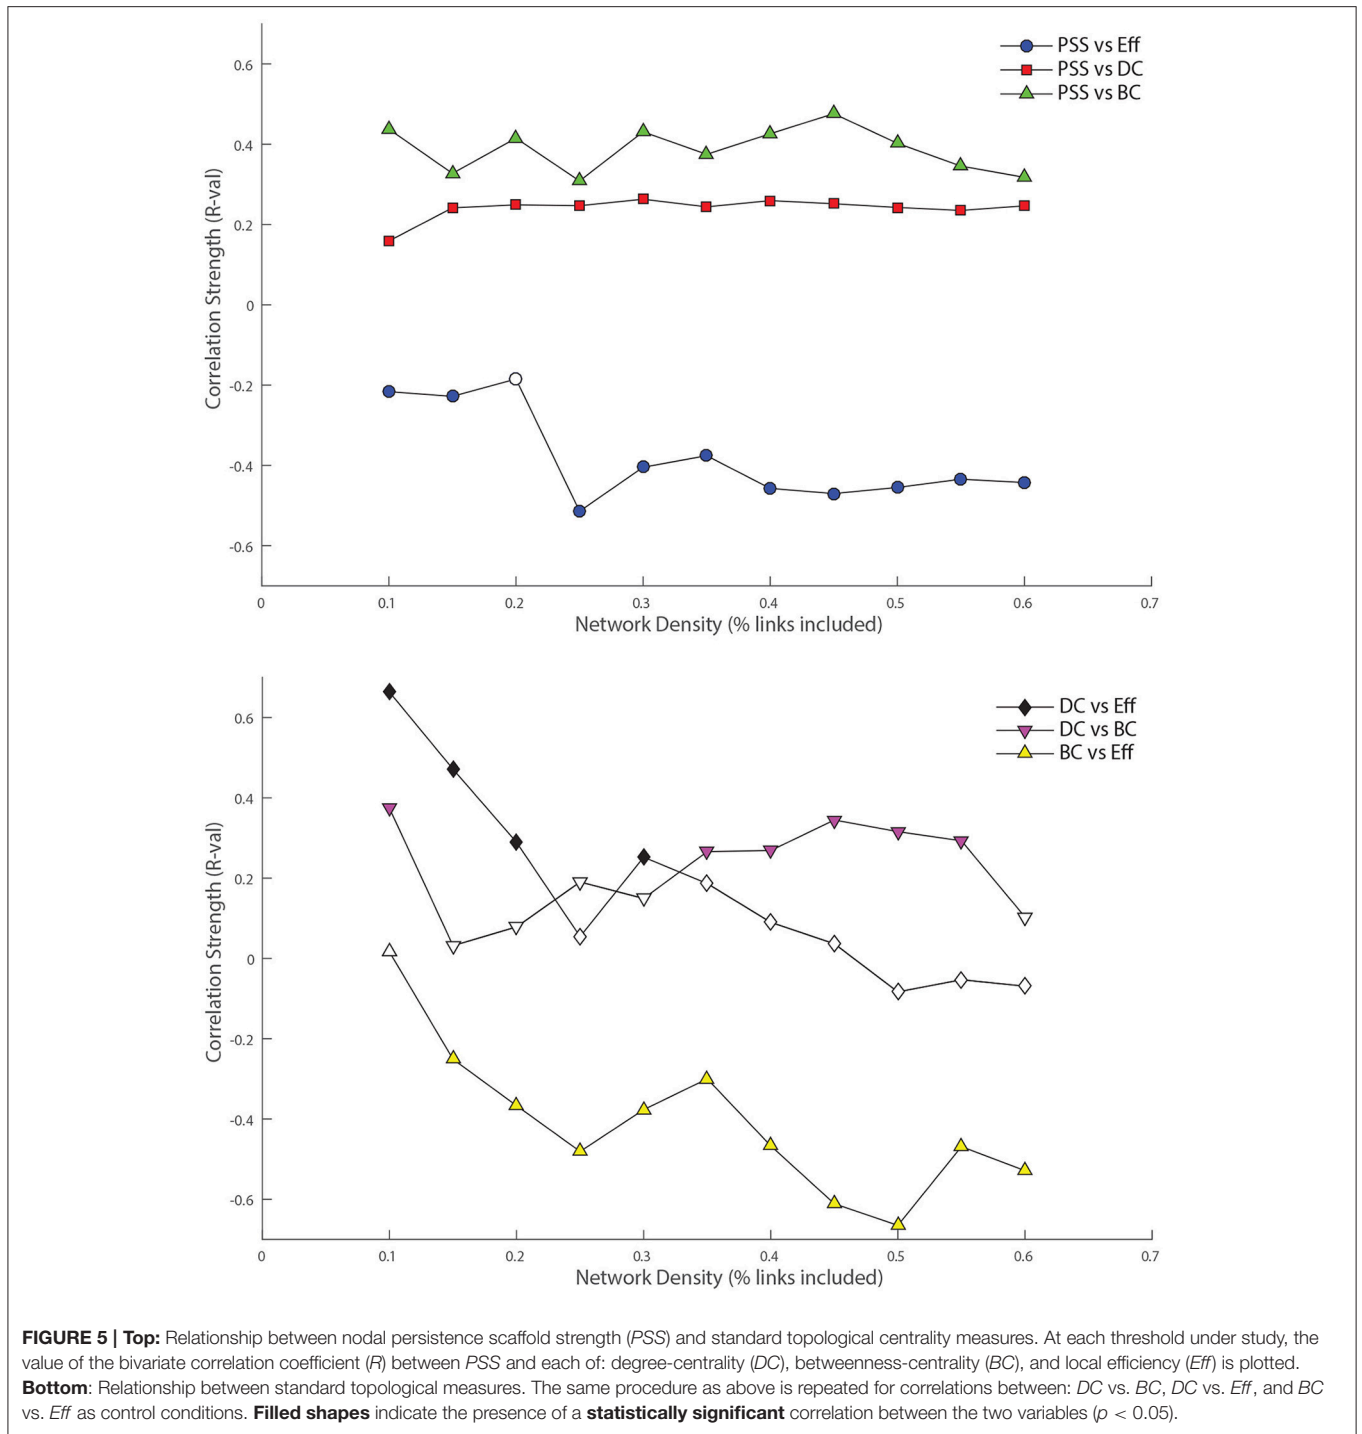 PSS vs Eff
PSS vs DC
PSS vs BC
0.6
0.4
0.2
0
-0.2
-0.4
-0.6
Correlation Strength (R-val)
0 0.1 0.2 0.3 0.4 0.5 0.6 0.7
Network Density (% links included)
DC vs Eff
DC vs BC
BC vs Eff
0.6
0.4
0.2
0
-0.2
-0.4
-0.6
Correlation Strength (R-val)
0 0.1 0.2 0.3 0.4 0.5 0.6 0.7
Network Density (% links included)
FIGURE 5 | Top: Relationship between nodal persistence scaffold strength (PSS) and standard topological centrality measures. At each threshold under study, the
value of the bivariate correlation coefficient (R) between PSS and each of: degree-centrality (DC), betweenness-centrality (BC), and local efficiency (Eff) is plotted.
Bottom: Relationship between standard topological measures. The same procedure as above is repeated for correlations between: DC vs. BC, DC vs. Eff, and BC
vs. Eff as control conditions. Filled shapes indicate the presence of a statistically significant correlation between the two variables (p < 0.05).